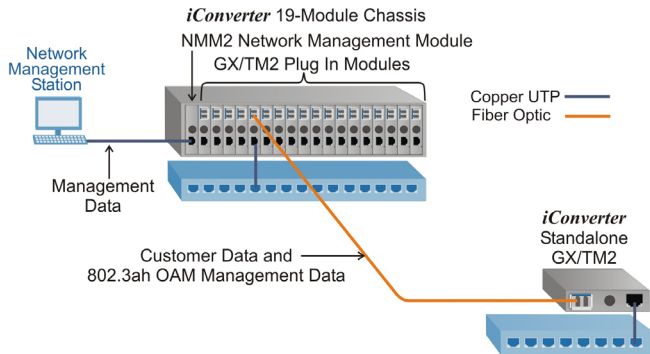 iConverter 19-Module Chassis
NMM2 Network Management Module
GX/TM2 Plug In Modules
Network
Management
Station
Copper UTP
Fiber Optic
Management
Data
iConverter
Standalone
GX/TM2
Customer Data and
802.3ah OAM Management Data